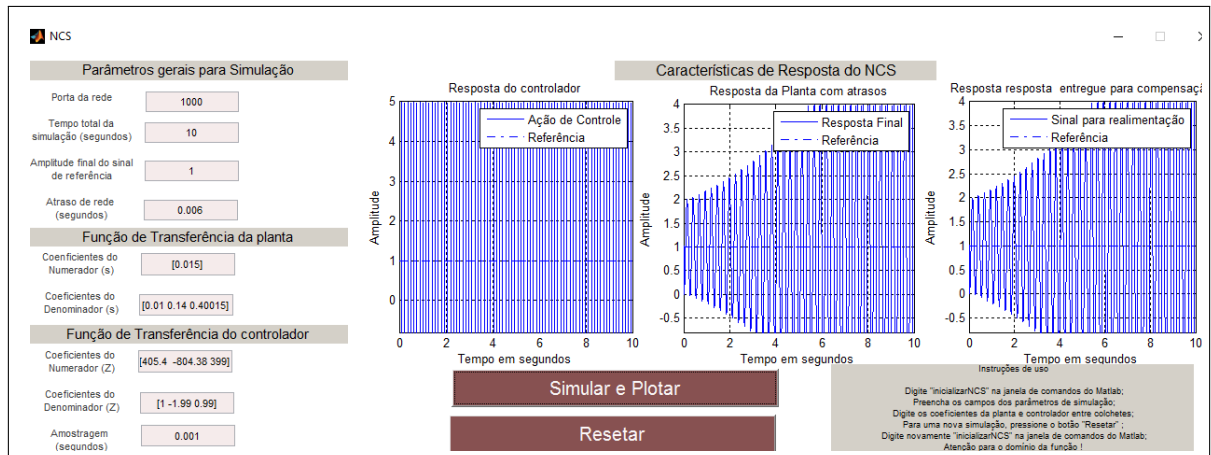 NCS
Parâmetros gerais para Simulação
Porta da rede
1000
Tempo total da
simulação (segundos)
10
Amplitude final do sinal
de referência
1
Atraso de rede
(segundos)
0.006
Função de Transferência da planta
Coenficientes do
Numerador (s)
[0.015]
Coeficientes do
Denominador (s)
[0.01 0.14 0.40015]
Função de Transferência do controlador
Coeficientes do
Numerador (Z)
[405.4 -804.38 399]
Coeficientes do
Denominador (Z)
[1 -1.99 0.99]
Amostragem
(segundos)
0.001
Características de Resposta do NCS
Resposta do controlador
Ação de Controle
Referência
Amplitude
5
4
3
2
1
0
0 2 4 6 8 10
Tempo em segundos
Resposta da Planta com atrasos
Resposta Final
Referência
Amplitude
4
3.5
3
2.5
2
1.5
1
0.5
0
-0.5
0 2 4 6 8 10
Tempo em segundos
Resposta resposta entregue para compensaçã
Sinal para realimentação
Referência
Amplitude
4
3.5
3
2.5
2
1.5
1
0.5
0
-0.5
0 2 4 6 8 10
Tempo em segundos
Simular e Plotar
Resetar
Instruções de uso
Digite "inicializarNCS" na janela de comandos do Matlab;
Preencha os campos dos parâmetros de simulação;
Digite os coeficientes da planta e controlador entre colchetes;
Para uma nova simulação, pressione o botão "Resetar" ;
Digite novamente "inicializarNCS" na janela de comandos do Matlab;
Atenção para o domínio da função !